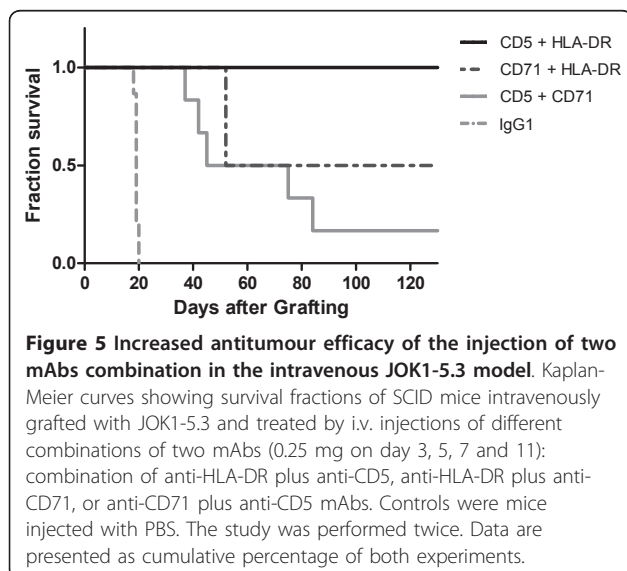 CD5 + HLA-DR
CD71 + HLA-DR
CD5 + CD71
IgG1
Fraction survival
1.0
0.5
0.0
0 20 40 60 80 100 120
Days after Grafting
Figure 5 Increased antitumour efficacy of the injection of two
mAbs combination in the intravenous JOK1-5.3 model. Kaplan-
Meier curves showing survival fractions of SCID mice intravenously
grafted with JOK1-5.3 and treated by i.v. injections of different
combinations of two mAbs (0.25 mg on day 3, 5, 7 and 11):
combination of anti-HLA-DR plus anti-CD5, anti-HLA-DR plus anti-
CD71, or anti-CD71 plus anti-CD5 mAbs. Controls were mice
injected with PBS. The study was performed twice. Data are
presented as cumulative percentage of both experiments.